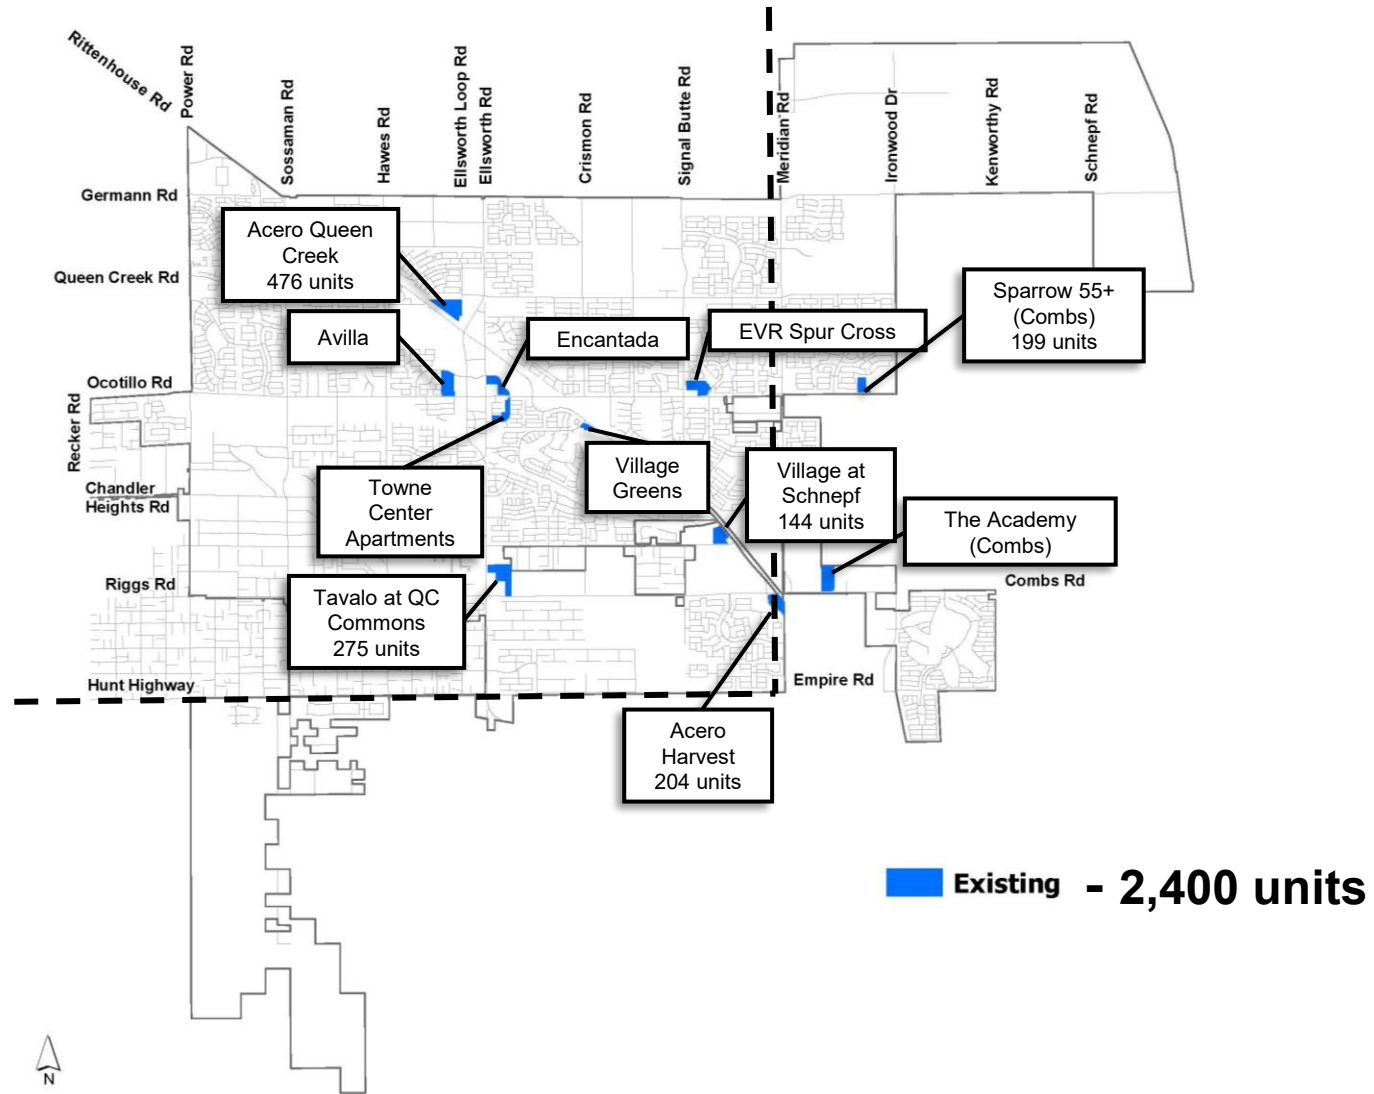 Rittenhouse Rd
Power Rd
Sossaman Rd
Hawes Rd
Ellsworth Loop Rd
Ellsworth Rd
Crismon Rd
Signal Butte Rd
Meridian Rd
Ironwood Dr
Kenworthy Rd
Schnepf Rd
Germann Rd
Queen Creek Rd
Ocotillo Rd
Recker Rd
Chandler
Heights Rd
Riggs Rd
Hunt Highway
Combs Rd
Empire Rd
Acero Queen
Creek
476 units
Avilla
Encantada
EVR Spur Cross
Sparrow 55+
(Combs)
199 units
Towne
Center
Apartments
Village
Greens
Village at
Schnepf
144 units
The Academy
(Combs)
Tavalo at QC
Commons
275 units
Acero
Harvest
204 units
Existing - 2,400 units
N